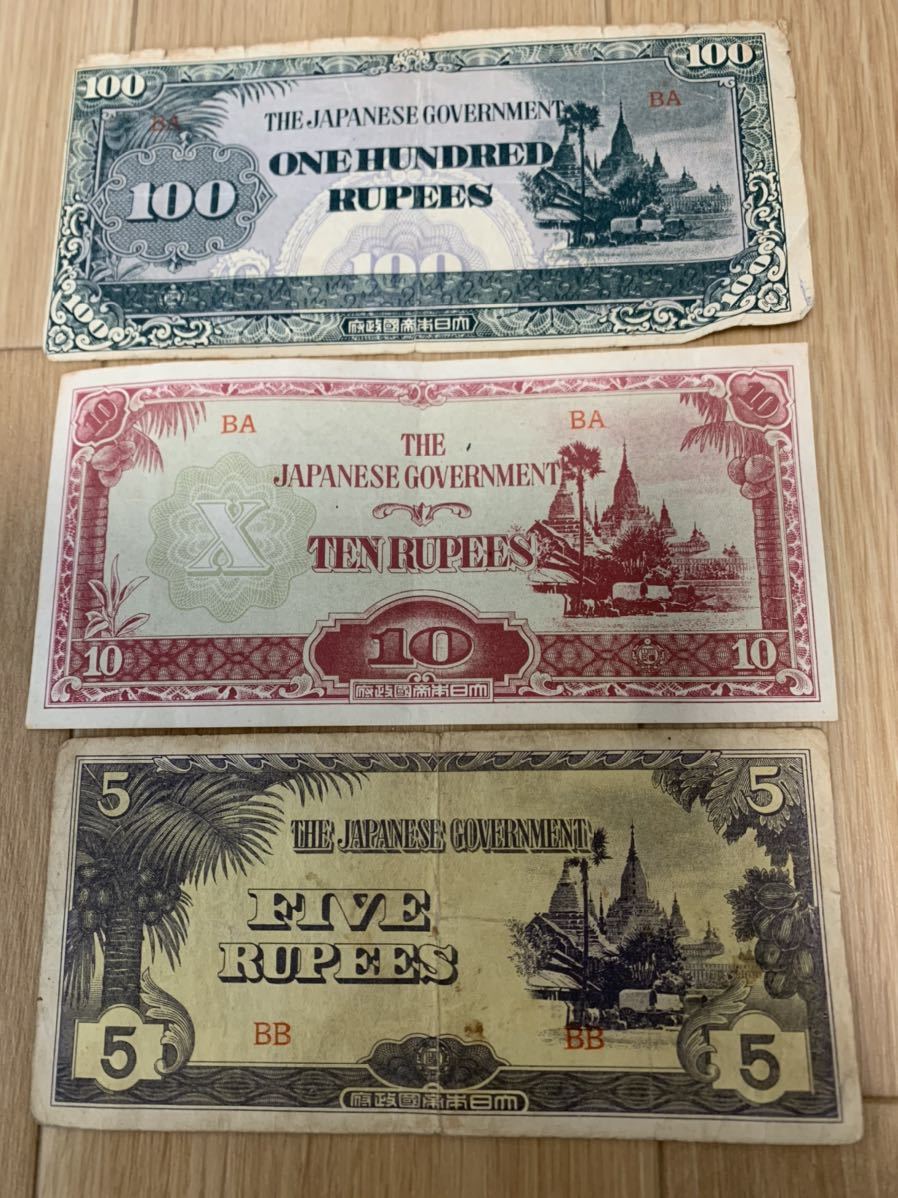 100 100
BA BA
THE JAPANESE GOVERNMENT
ONE HUNDRED
100
RUPEES
100
100 100
府政國帝本日大
10 10
BA BA
THE
JAPANESE GOVERNMENT
X
TEN RUPEES
10 10 10
府政國帝本日大
5 5
THE JAPANESE GOVERNMENT
FIVE
RUPEES
BB BB
5 5
府政國帝本日大